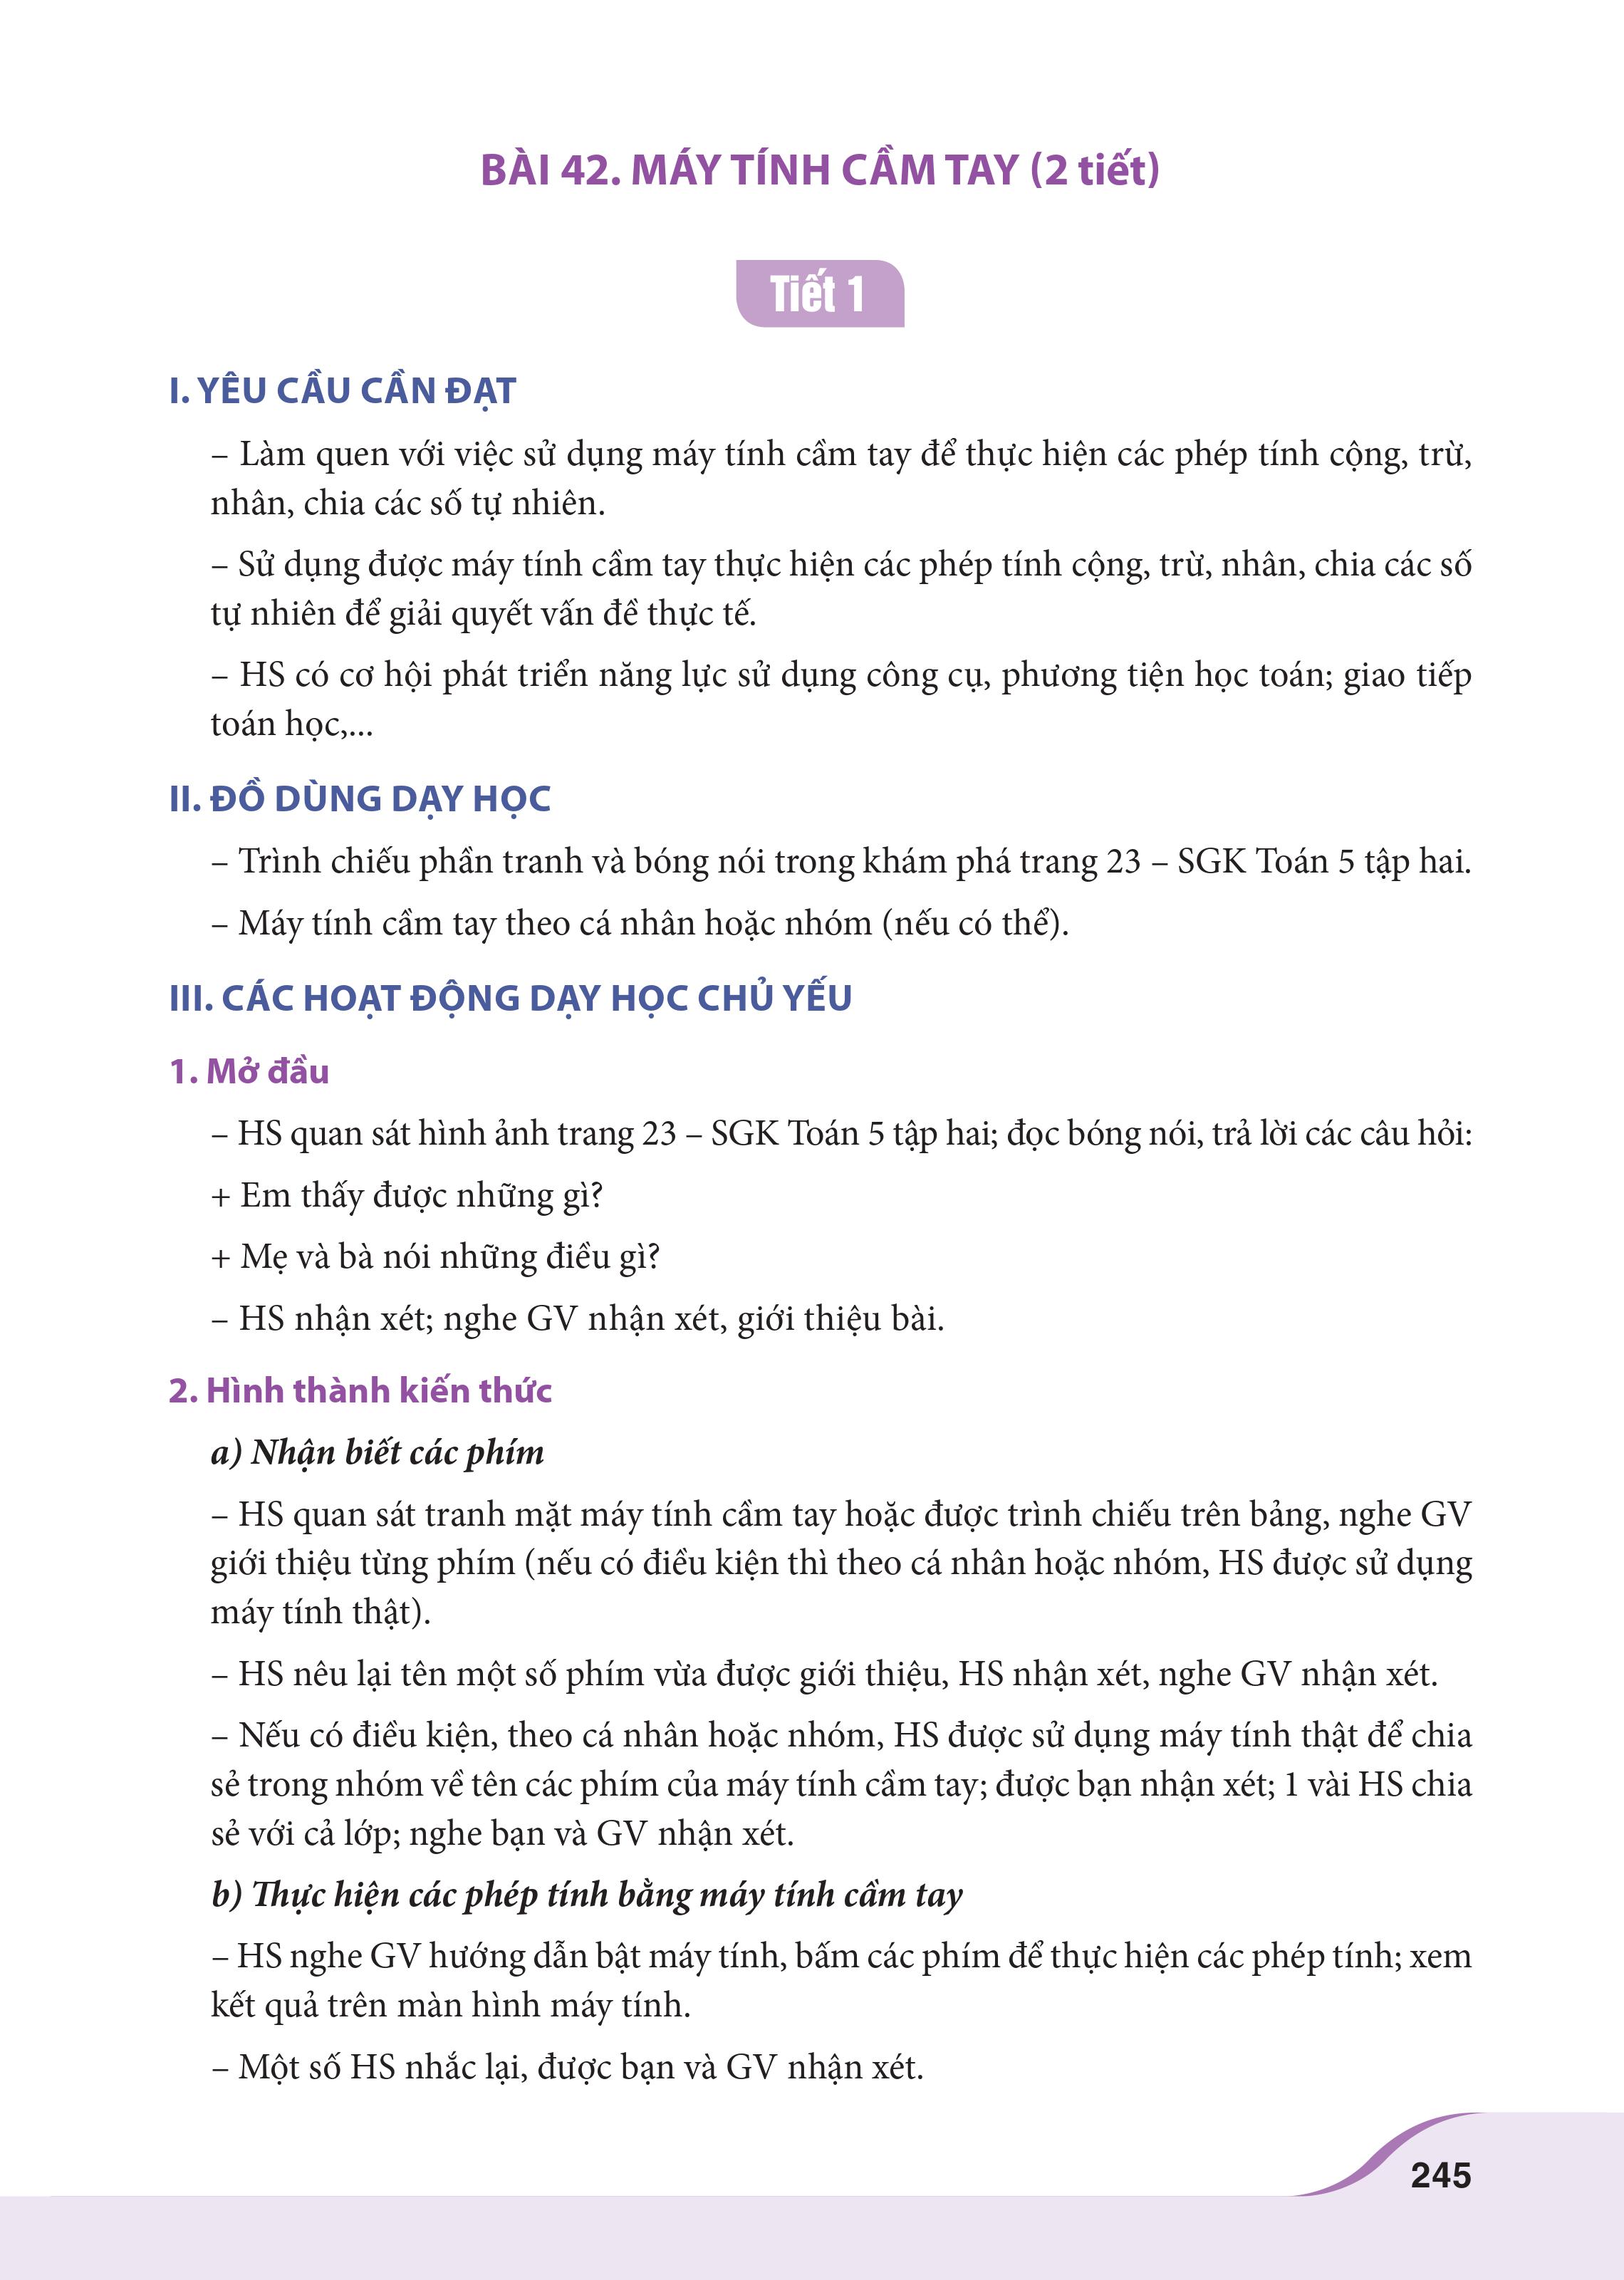 BÀI 42. MÁY TÍNH CẦM TAY (2 tiết)
Tiết 1
I. YÊU CẦU CẦN ĐẠT
– Làm quen với việc sử dụng máy tính cầm tay để thực hiện các phép tính cộng, trừ,
nhân, chia các số tự nhiên.
– Sử dụng được máy tính cầm tay thực hiện các phép tính cộng, trừ, nhân, chia các số
tự nhiên để giải quyết vấn đề thực tế.
– HS có cơ hội phát triển năng lực sử dụng công cụ, phương tiện học toán; giao tiếp
toán học,...
II. ĐỒ DÙNG DẠY HỌC
– Trình chiếu phần tranh và bóng nói trong khám phá trang 23 – SGK Toán 5 tập hai.
– Máy tính cầm tay theo cá nhân hoặc nhóm (nếu có thể).
III. CÁC HOẠT ĐỘNG DẠY HỌC CHỦ YẾU
1. Mở đầu
– HS quan sát hình ảnh trang 23 – SGK Toán 5 tập hai; đọc bóng nói, trả lời các câu hỏi:
+ Em thấy được những gì?
+ Mẹ và bà nói những điều gì?
– HS nhận xét; nghe GV nhận xét, giới thiệu bài.
2. Hình thành kiến thức
a) Nhận biết các phím
– HS quan sát tranh mặt máy tính cầm tay hoặc được trình chiếu trên bảng, nghe GV
giới thiệu từng phím (nếu có điều kiện thì theo cá nhân hoặc nhóm, HS được sử dụng
máy tính thật).
– HS nêu lại tên một số phím vừa được giới thiệu, HS nhận xét, nghe GV nhận xét.
– Nếu có điều kiện, theo cá nhân hoặc nhóm, HS được sử dụng máy tính thật để chia
sẻ trong nhóm về tên các phím của máy tính cầm tay; được bạn nhận xét; 1 vài HS chia
sẻ với cả lớp; nghe bạn và GV nhận xét.
b) Thực hiện các phép tính bằng máy tính cầm tay
– HS nghe GV hướng dẫn bật máy tính, bấm các phím để thực hiện các phép tính; xem
kết quả trên màn hình máy tính.
– Một số HS nhắc lại, được bạn và GV nhận xét.
245